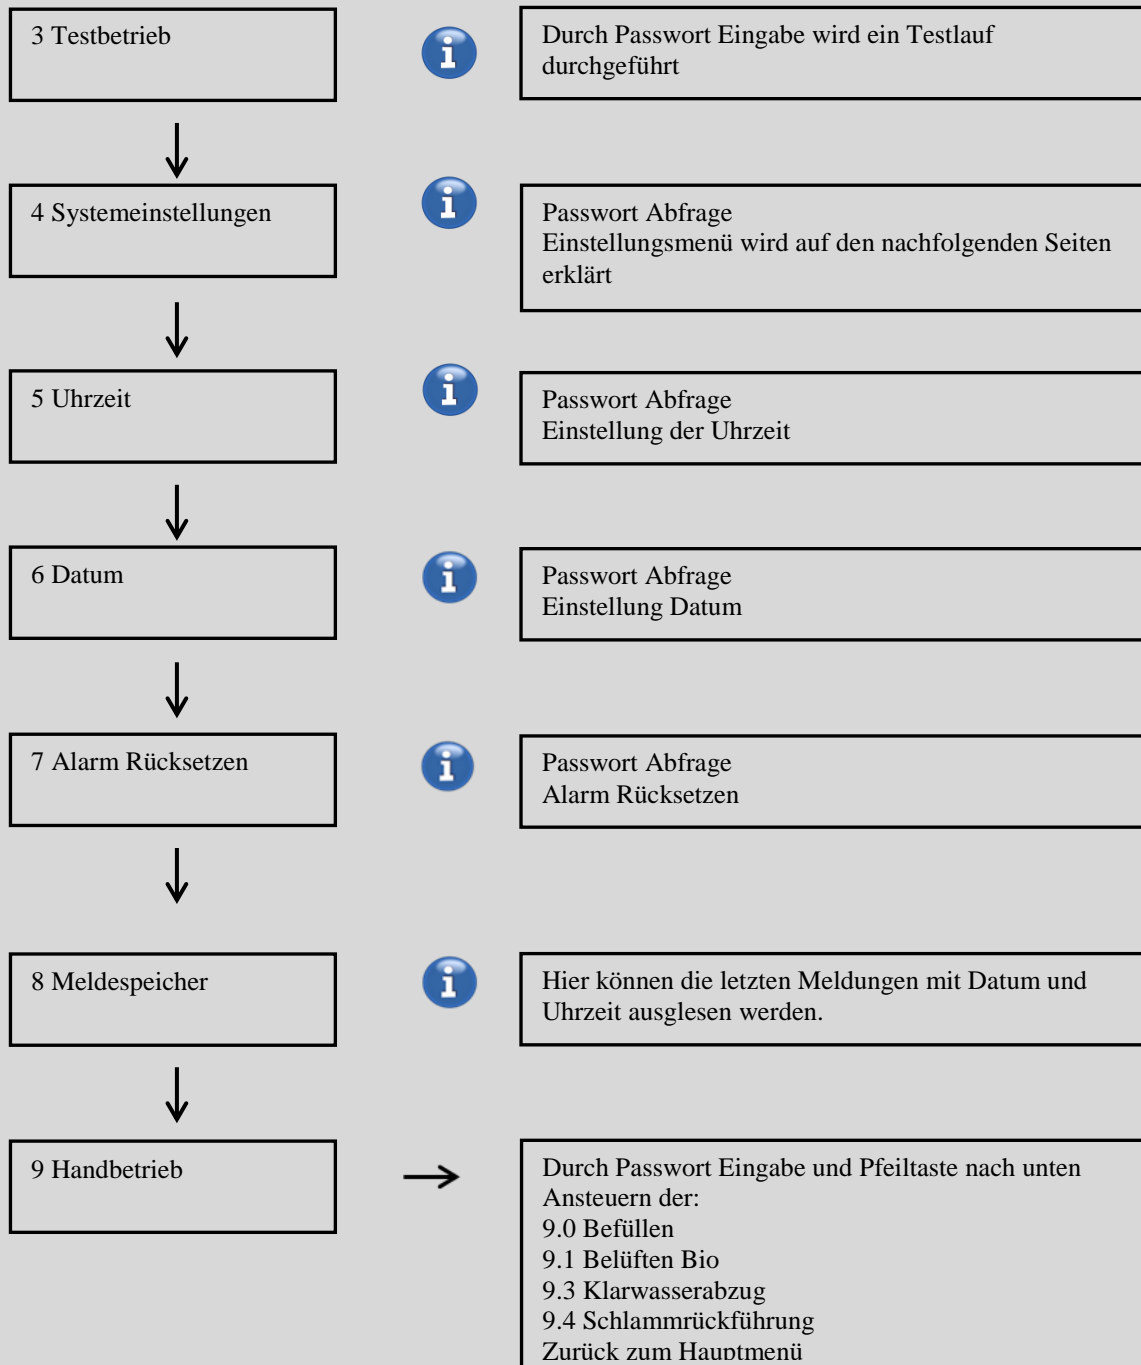 3 Testbetrieb
Durch Passwort Eingabe wird ein Testlauf
durchgeführt
4 Systemeinstellungen
Passwort Abfrage
Einstellungsmenü wird auf den nachfolgenden Seiten
erklärt
5 Uhrzeit
Passwort Abfrage
Einstellung der Uhrzeit
6 Datum
Passwort Abfrage
Einstellung Datum
7 Alarm Rücksetzen
Passwort Abfrage
Alarm Rücksetzen
8 Meldespeicher
Hier können die letzten Meldungen mit Datum und
Uhrzeit ausglesen werden.
9 Handbetrieb
Durch Passwort Eingabe und Pfeiltaste nach unten
Ansteuern der:
9.0 Befüllen
9.1 Belüften Bio
9.3 Klarwasserabzug
9.4 Schlammrückführung
Zurück zum Hauptmenü